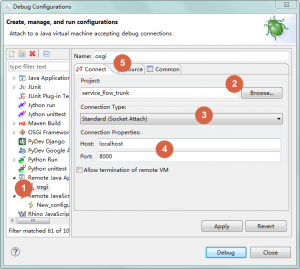 Debug Configurations
Create, manage, and run configurations
Attach to a Java virtual machine accepting debug connections
type filter text
Java Application
JUnit
JUnit Plug-in Tes
Jython run
Jython unittest
Maven Build
OSGi Framework
PyDev Django
PyDev Google A
Python Run
Python unittest
Remote Java App
osgi
Remote JavaScri
New_configu
Rhino JavaScript
Filter matched 61 of 10
Name: osgi
5
Connect Source Common
Project:
service_flow_trunk
2
Browse...
Connection Type:
3
Standard (Socket Attach)
Connection Properties:
Host: localhost
4
Port: 8000
Allow termination of remote VM
1
Apply Revert
?
Debug Close